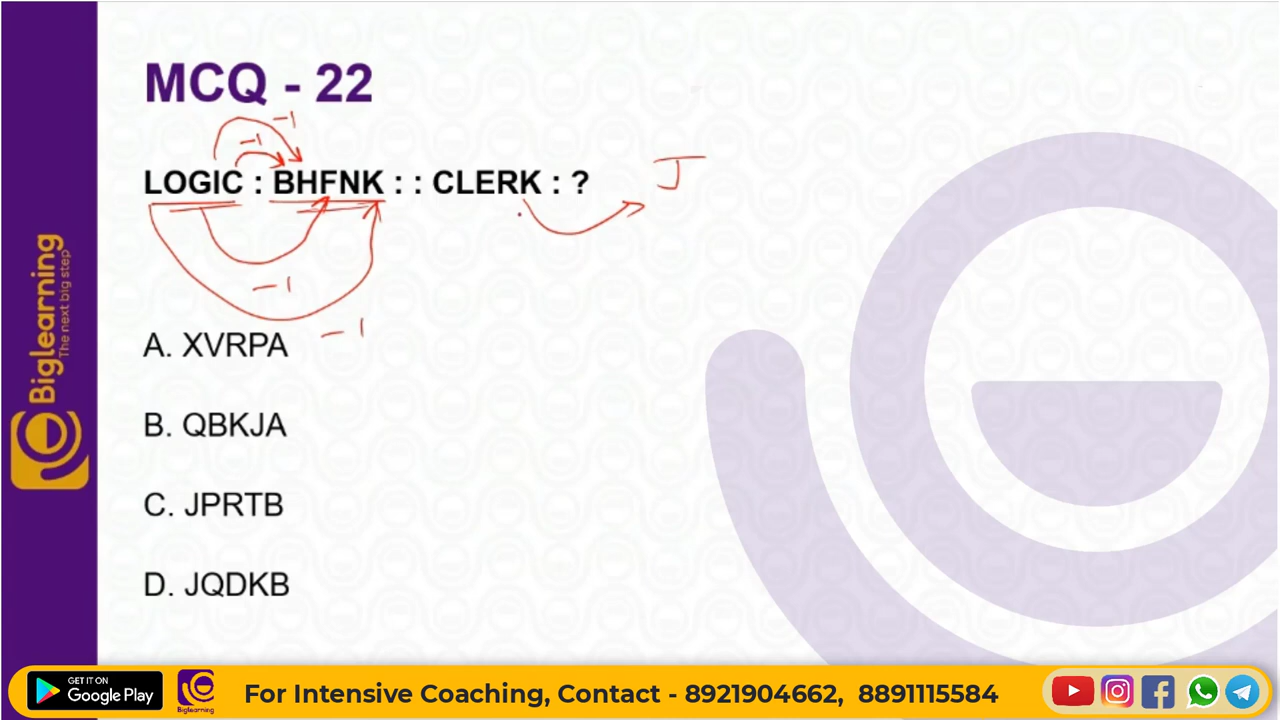 MCQ - 22
-1
-1
LOGIC : BHFNK : : CLERK : ?
J
-1
-1
A. XVRPA
B. QBKJA
C. JPRTB
D. JQDKB
Biglearning
The next big step
GET IT ON
Google Play
Biglearning
For Intensive Coaching, Contact - 8921904662, 8891115584